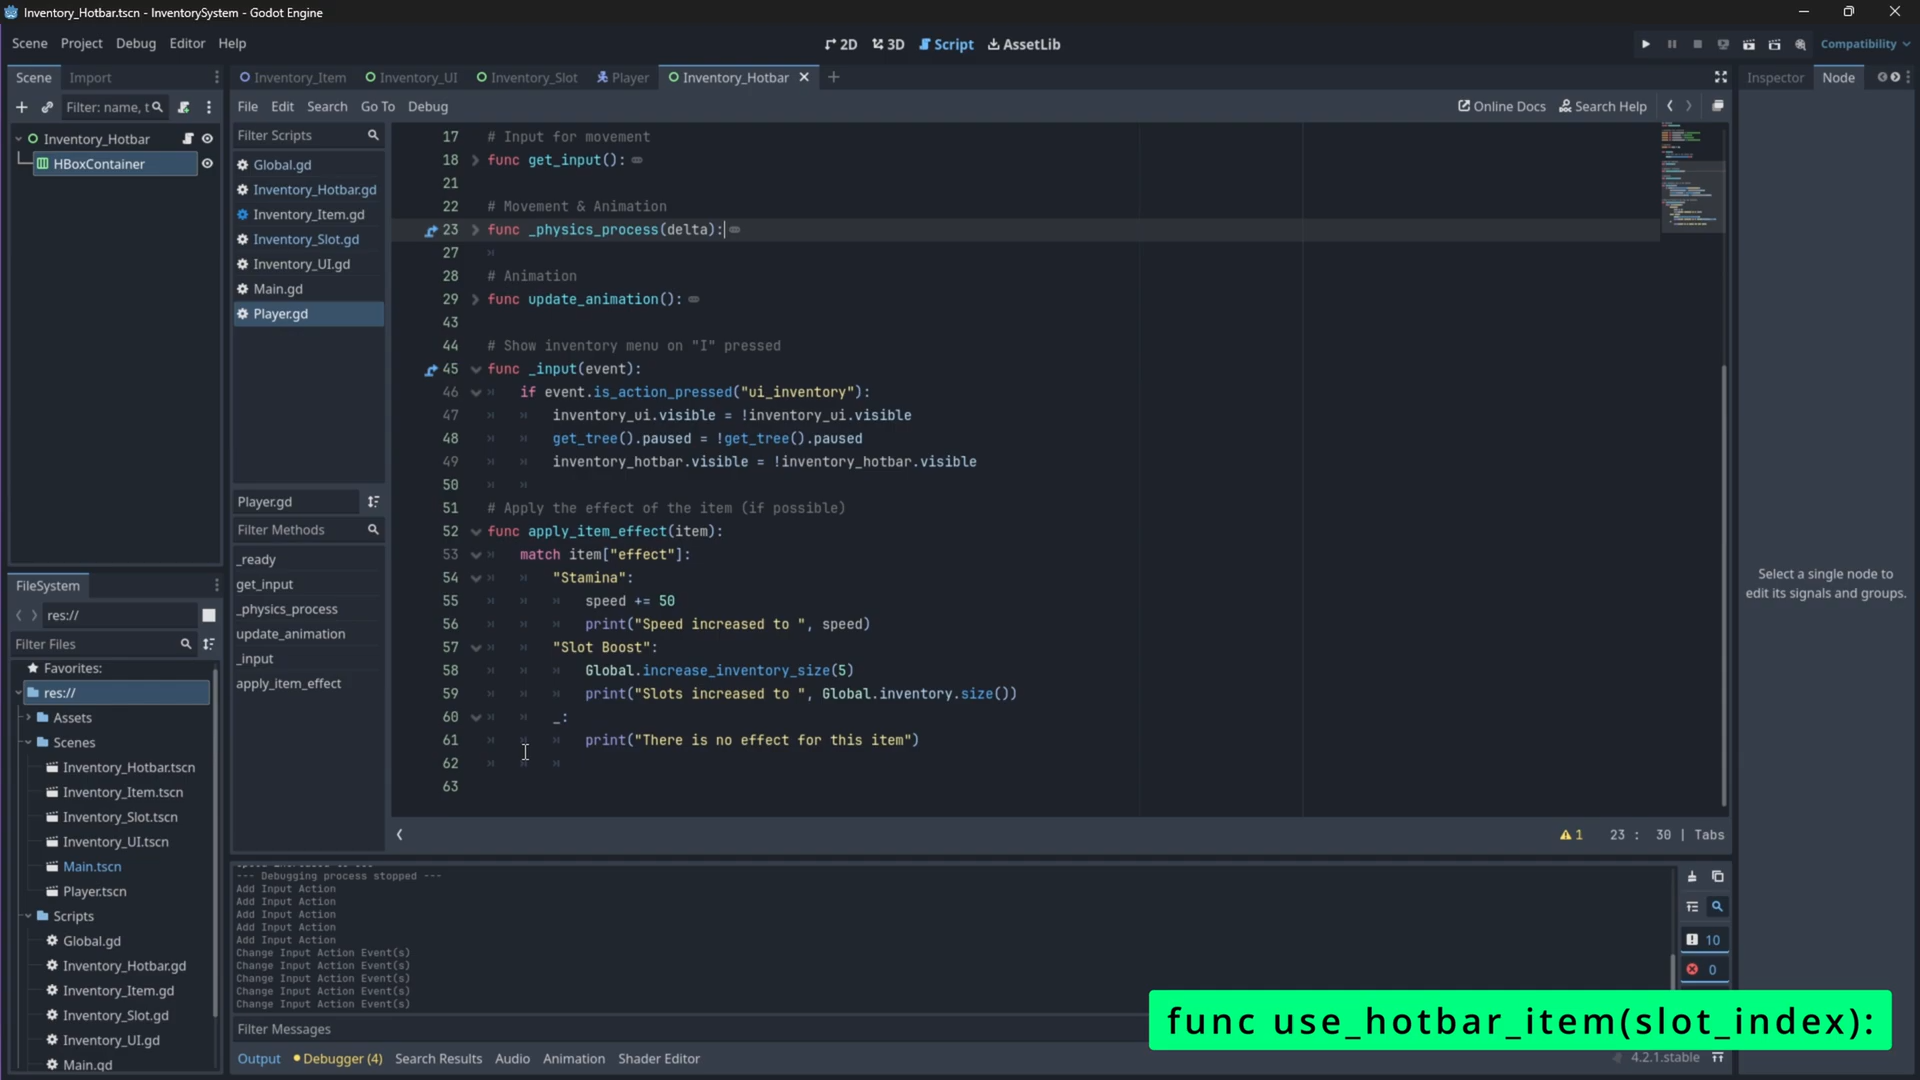 Inventory_Hotbar.tscn - InventorySystem - Godot Engine
Scene Project Debug Editor Help
2D 3D Script AssetLib
Compatibility
Scene Import
Inventory_Item Inventory_UI Inventory_Slot Player Inventory_Hotbar
Inspector Node
Filter: name, t
File Edit Search Go To Debug
Online Docs Search Help
Inventory_Hotbar
HBoxContainer
Filter Scripts
Global.gd
Inventory_Hotbar.gd
Inventory_Item.gd
Inventory_Slot.gd
Inventory_UI.gd
Main.gd
Player.gd
Player.gd
Filter Methods
_ready
get_input
_physics_process
update_animation
_input
apply_item_effect
17 # Input for movement
18 func get_input():
21
22 # Movement & Animation
23 func _physics_process(delta):
27
28 # Animation
29 func update_animation():
43
44 # Show inventory menu on "I" pressed
45 func _input(event):
46 if event.is_action_pressed("ui_inventory"):
47 inventory_ui.visible = !inventory_ui.visible
48 get_tree().paused = !get_tree().paused
49 inventory_hotbar.visible = !inventory_hotbar.visible
50
51 # Apply the effect of the item (if possible)
52 func apply_item_effect(item):
53 match item["effect"]:
54 "Stamina":
55 speed += 50
56 print("Speed increased to ", speed)
57 "Slot Boost":
58 Global.increase_inventory_size(5)
59 print("Slots increased to ", Global.inventory.size())
60 _:
61 print("There is no effect for this item")
62
63
1 23 : 30 | Tabs
Select a single node to
edit its signals and groups.
FileSystem
res://
Filter Files
Favorites:
res://
Assets
Scenes
Inventory_Hotbar.tscn
Inventory_Item.tscn
Inventory_Slot.tscn
Inventory_UI.tscn
Main.tscn
Player.tscn
Scripts
Global.gd
Inventory_Hotbar.gd
Inventory_Item.gd
Inventory_Slot.gd
Inventory_UI.gd
Main.gd
--- Debugging process stopped ---
Add Input Action
Add Input Action
Add Input Action
Add Input Action
Add Input Action
Change Input Action Event(s)
Change Input Action Event(s)
Change Input Action Event(s)
Change Input Action Event(s)
Change Input Action Event(s)
10
0
Filter Messages
func use_hotbar_item(slot_index):
Output Debugger (4) Search Results Audio Animation Shader Editor
4.2.1.stable